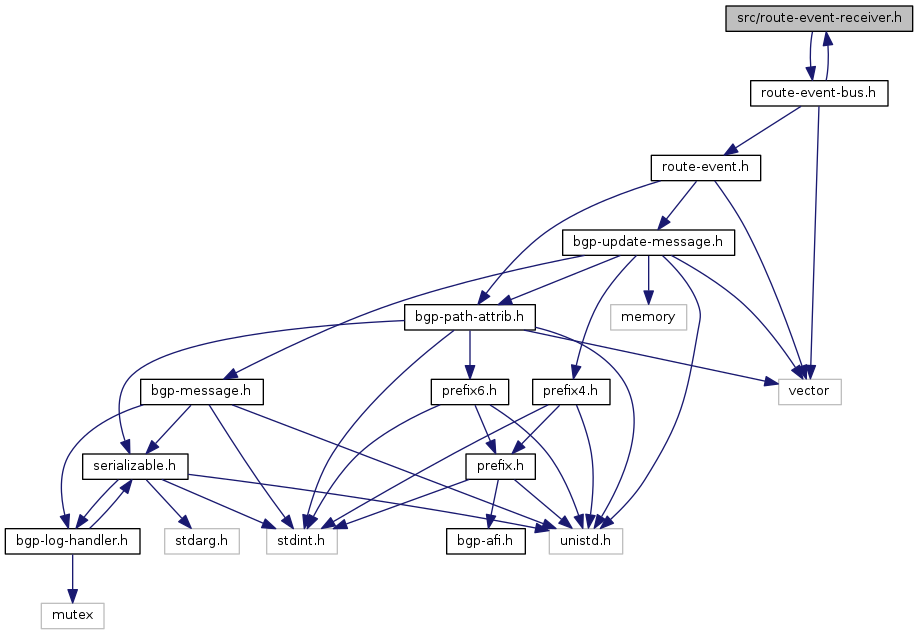 src/route-event-receiver.h
route-event-bus.h
route-event.h
bgp-update-message.h
bgp-path-attrib.h
memory
bgp-message.h
prefix6.h
prefix4.h
vector
serializable.h
prefix.h
bgp-log-handler.h
stdarg.h
stdint.h
bgp-afi.h
unistd.h
mutex